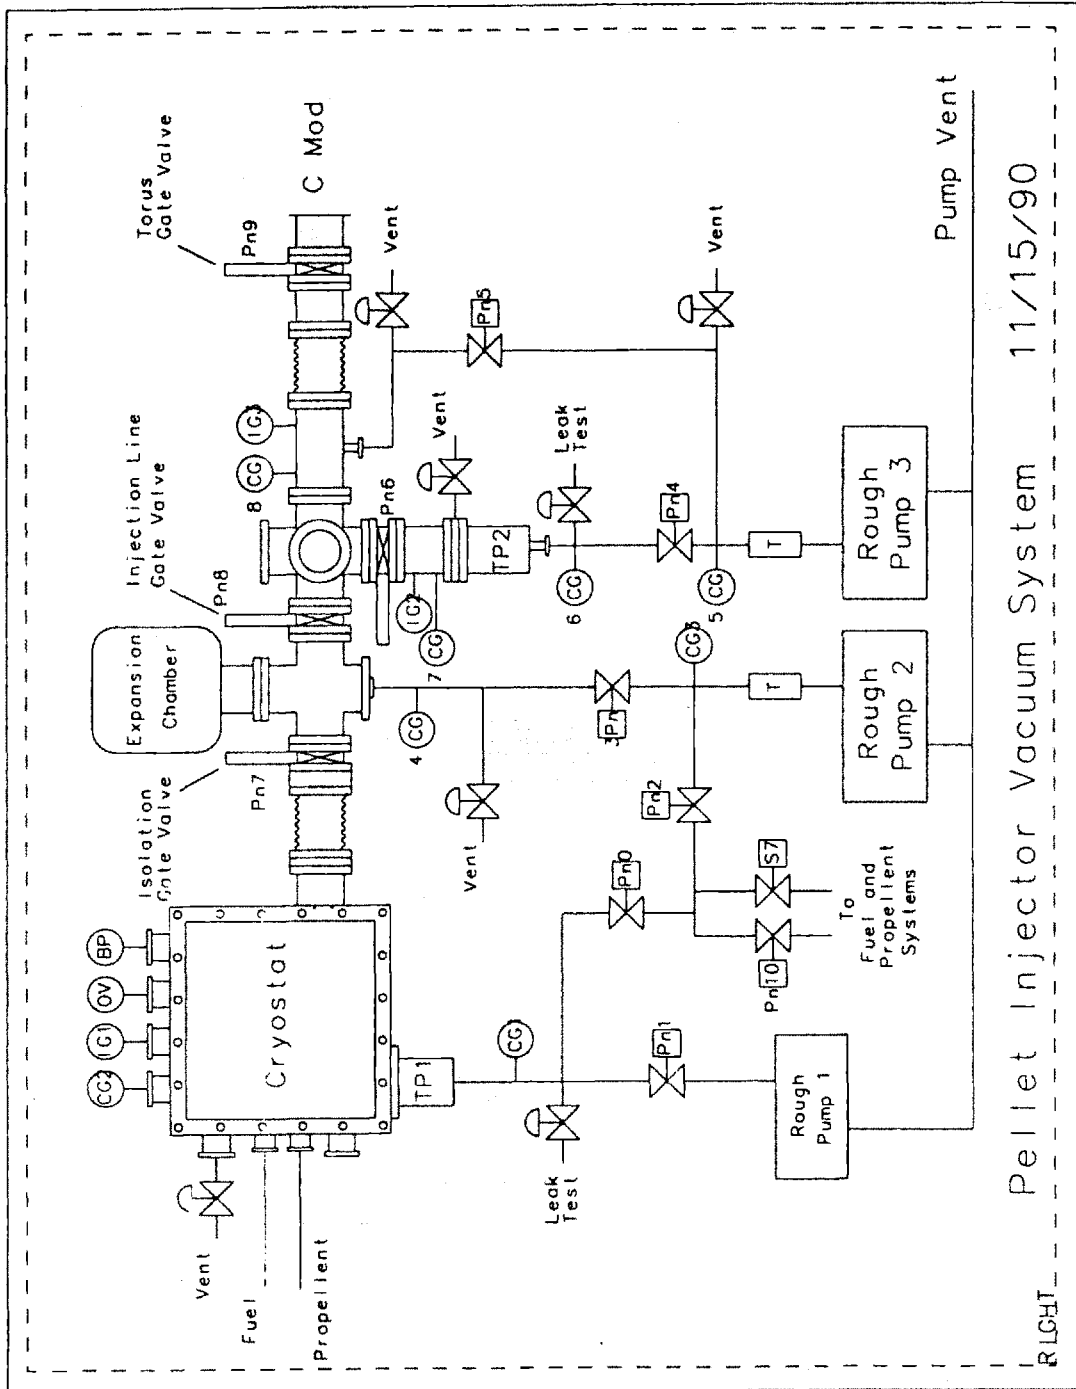 Torus
Gate Valve
Pn9
C Mod
Injection Line
Gate Valve
Pn8
Expansion
Chamber
Isolation
Gate Valve
Pn7
8
CG
IG3
Pn6
Vent
IG2
CG
7
TP2
Vent
Pn5
Vent
Leak
Test
6
CG
Pn4
5
CG
T
Rough
Pump 3
4
CG
Vent
3
Pn
CG3
T
Rough
Pump 2
Pn2
Pn0
S7
Pn10
To
Fuel and
Propellent
Systems
BP
OV
IG1
CG2
Cryostat
TP1
CG
Leak
Test
Pn1
Rough
Pump 1
Vent
Fuel
Propellent
Pump Vent
Pellet Injector Vacuum System 11/15/90
RIGHT